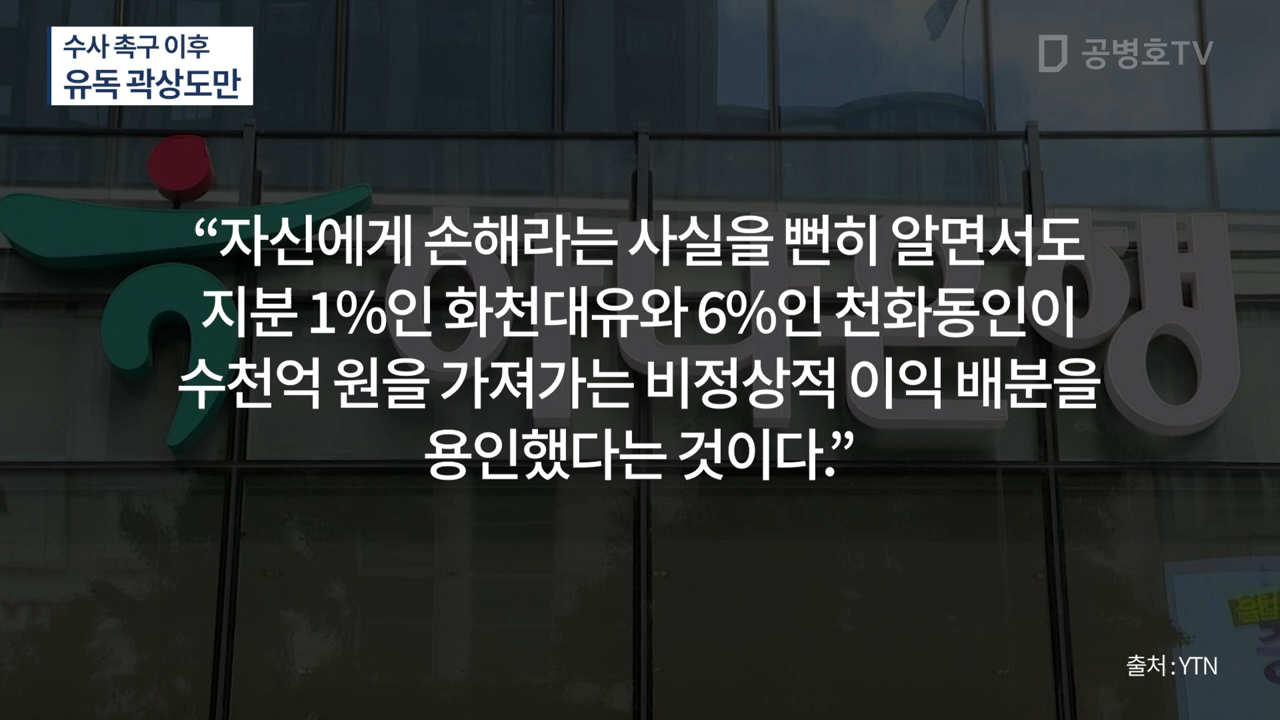 수사 촉구 이후
유독 곽상도만
공병호TV
하나은행
“자신에게 손해라는 사실을 뻔히 알면서도
지분 1%인 화천대유와 6%인 천화동인이
수천억 원을 가져가는 비정상적 이익 배분을
용인했다는 것이다.”
출처 : YTN